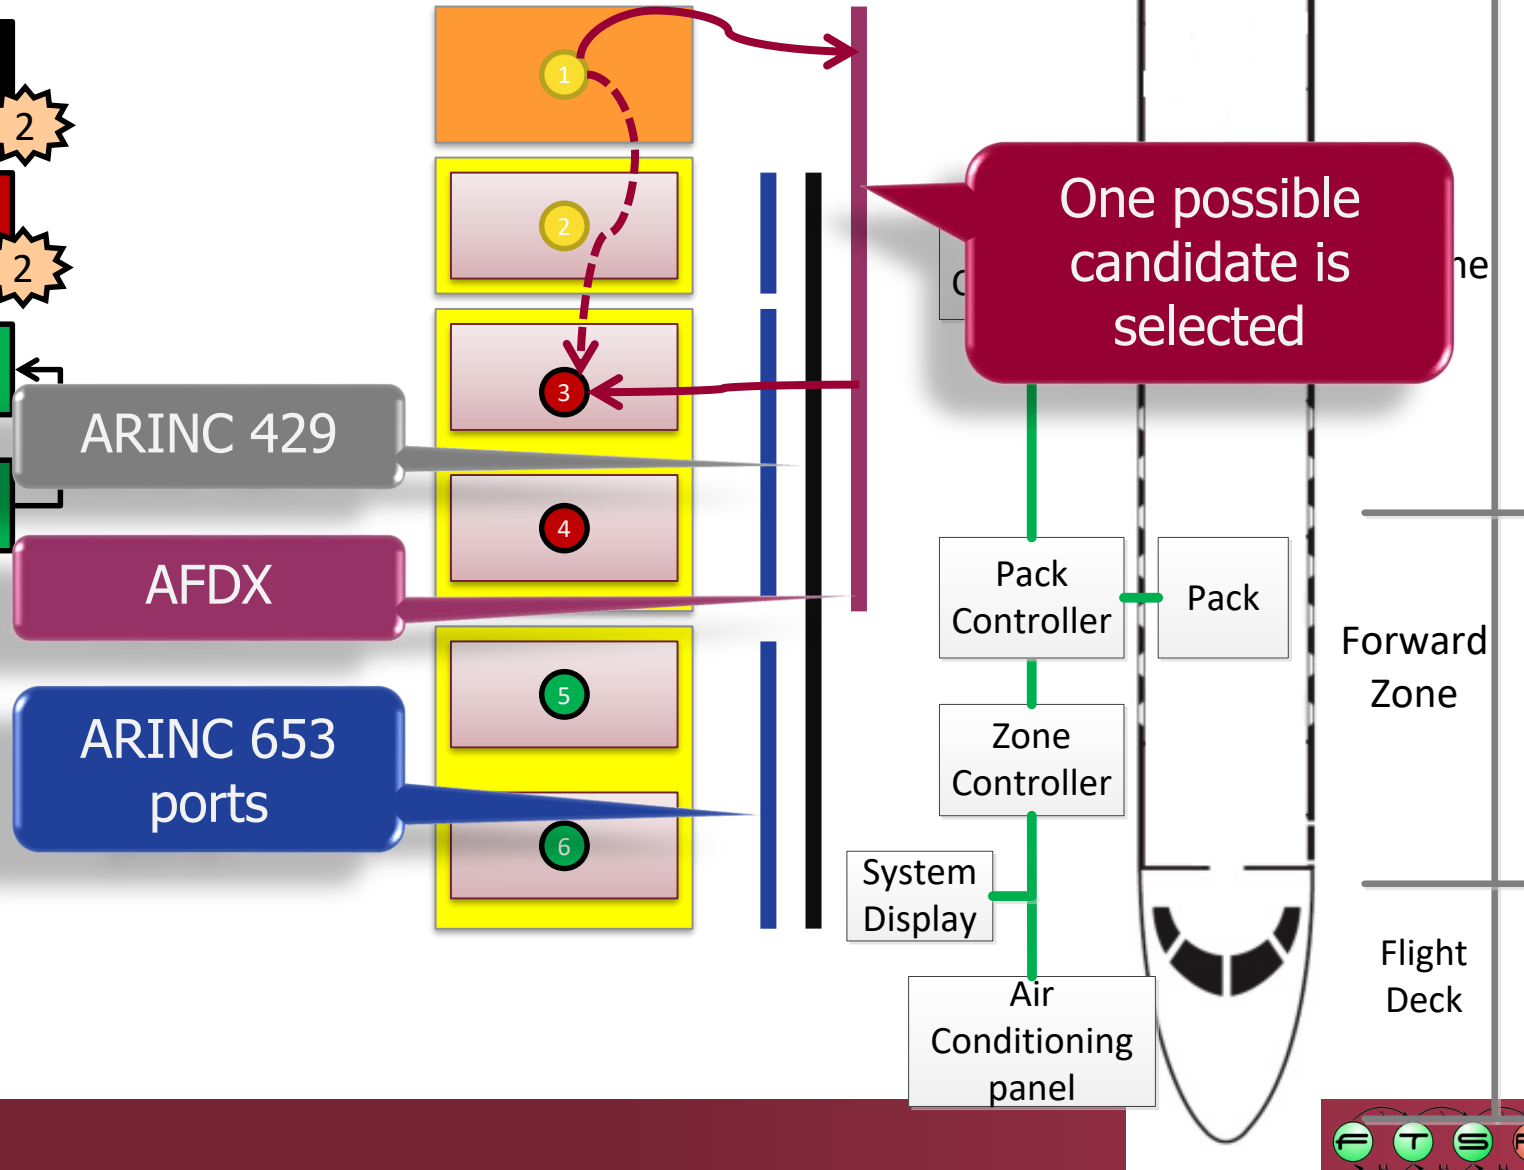 2
2
1
2
3
4
5
6
ARINC 429
AFDX
ARINC 653
ports
One possible
candidate is
selected
Pack
Controller
Pack
Zone
Controller
System
Display
Air
Conditioning
panel
Forward
Zone
Flight
Deck
F T S